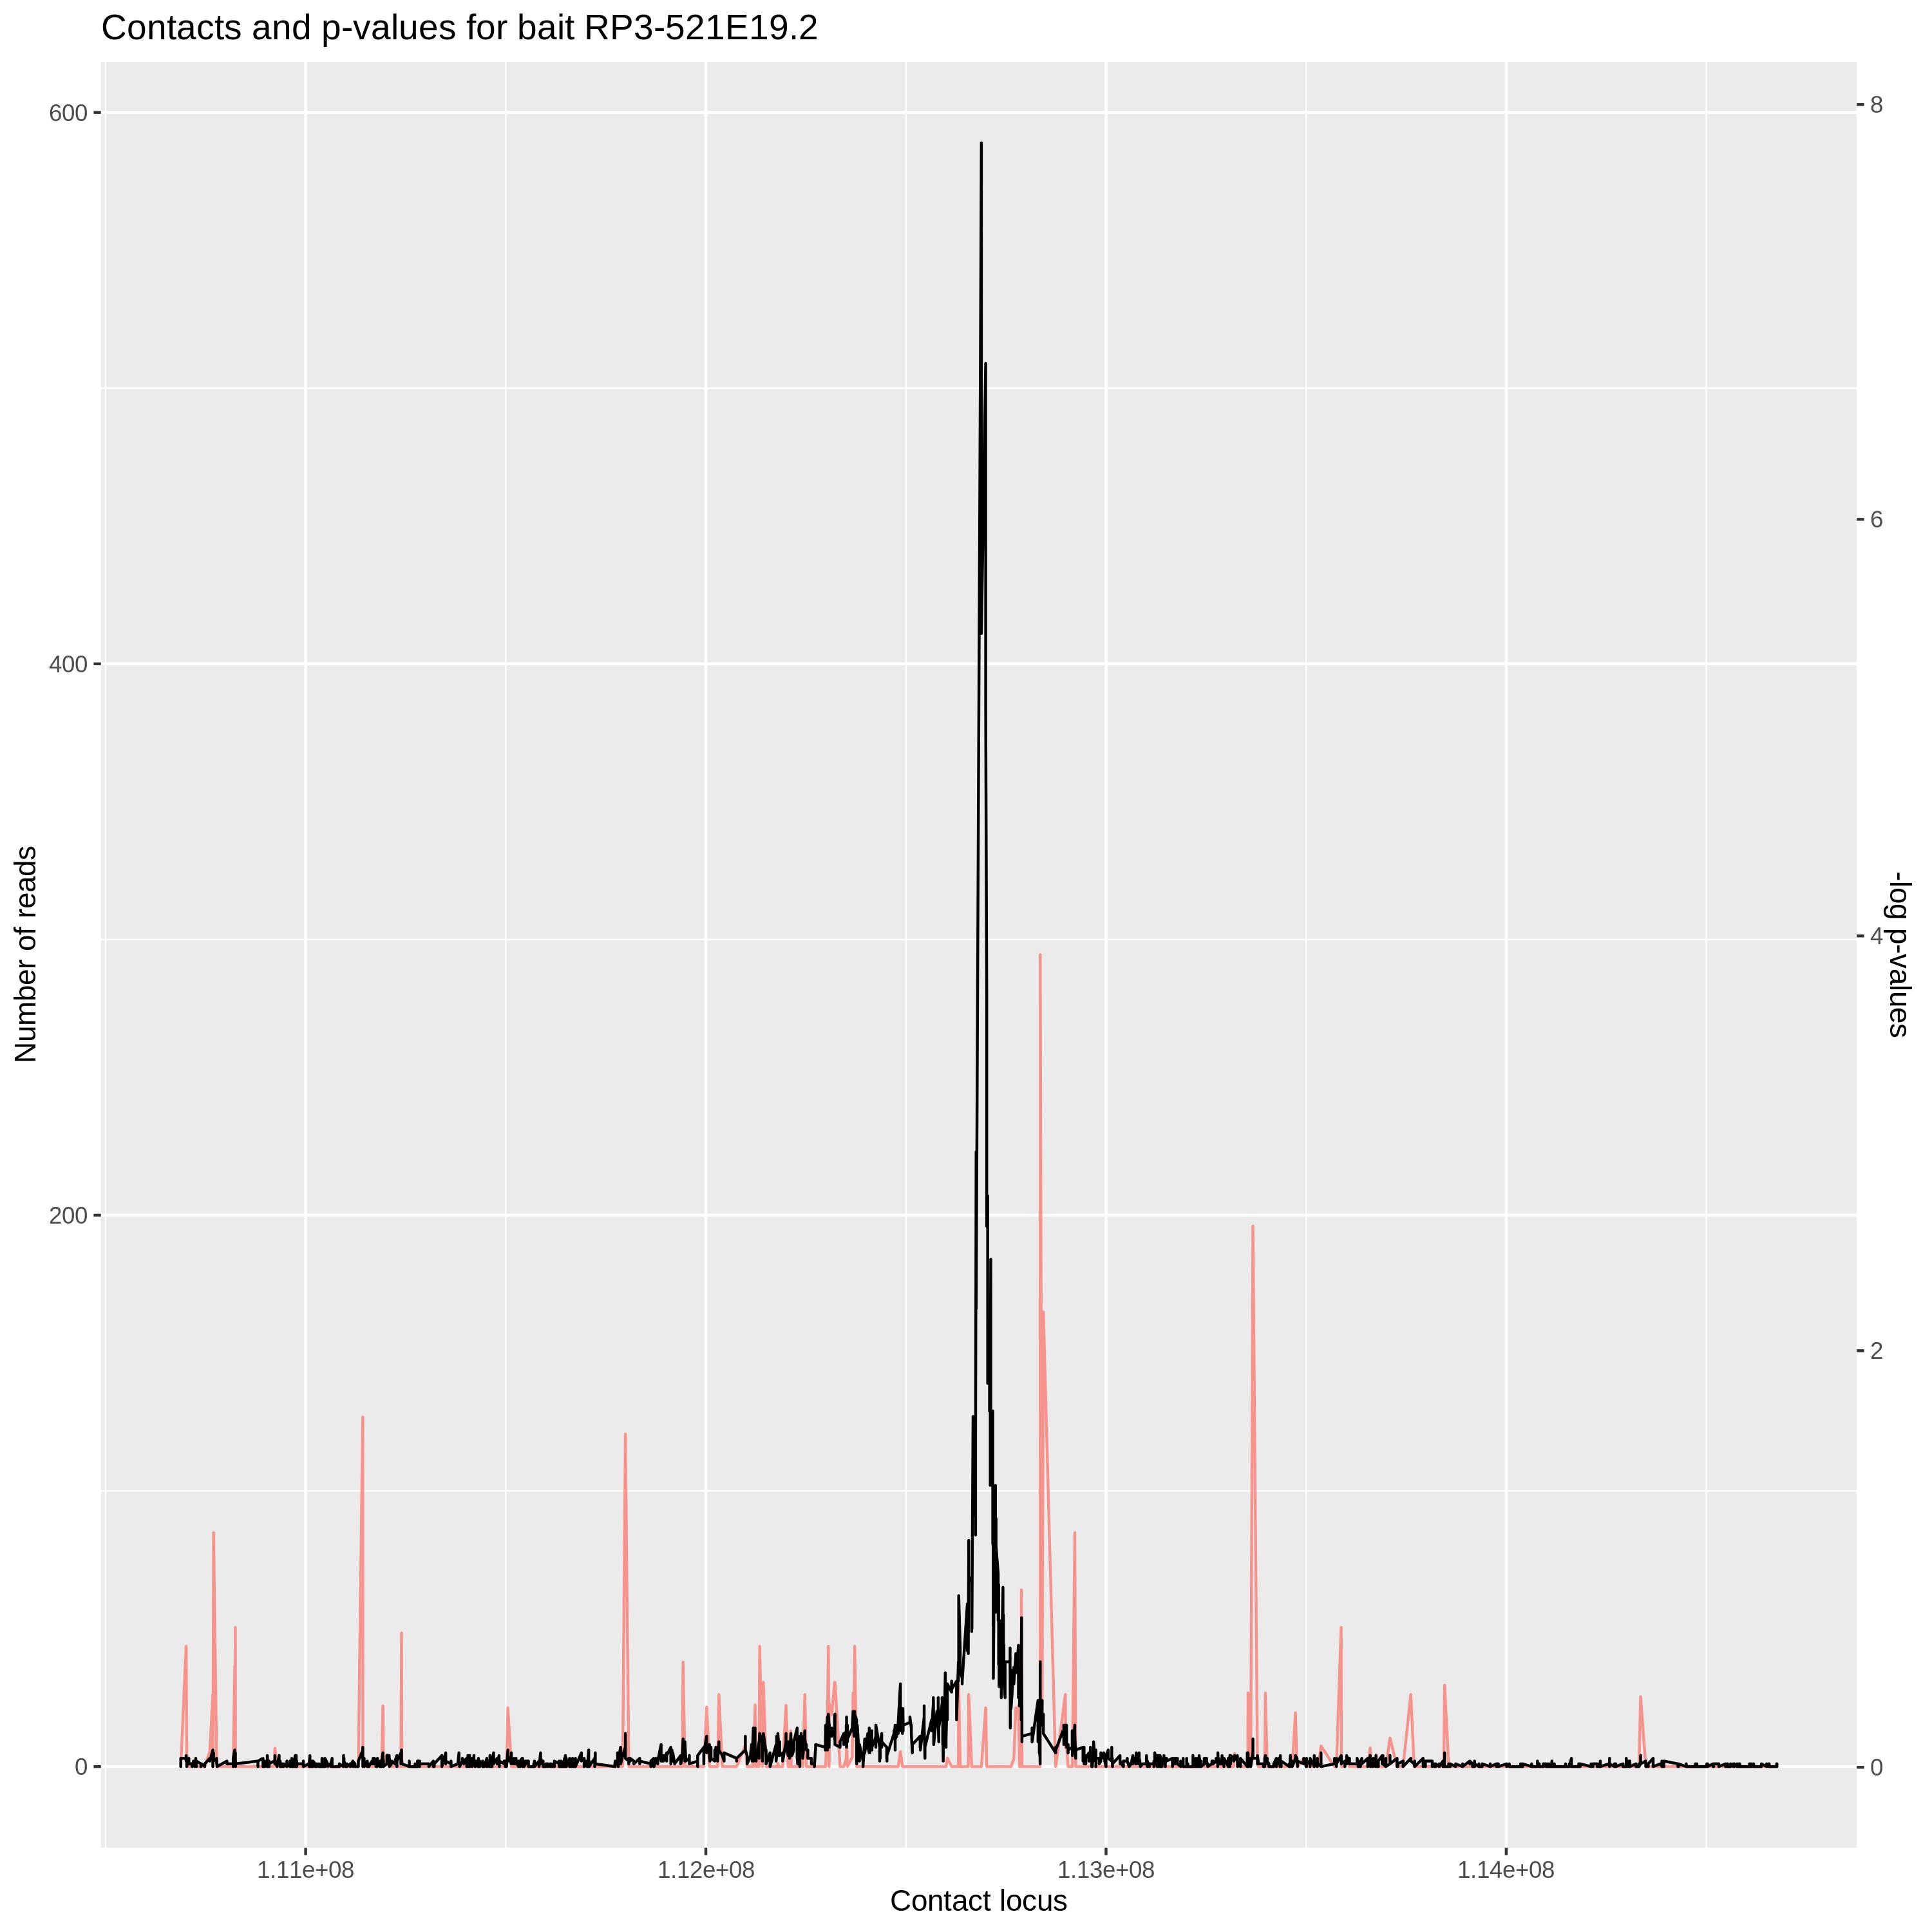 Contacts and p-values for bait RP3-521E19.2
600
400
200
0
Number of reads
8
6
4
2
0
-log p-values
1.11e+08
1.12e+08
1.13e+08
1.14e+08
Contact locus